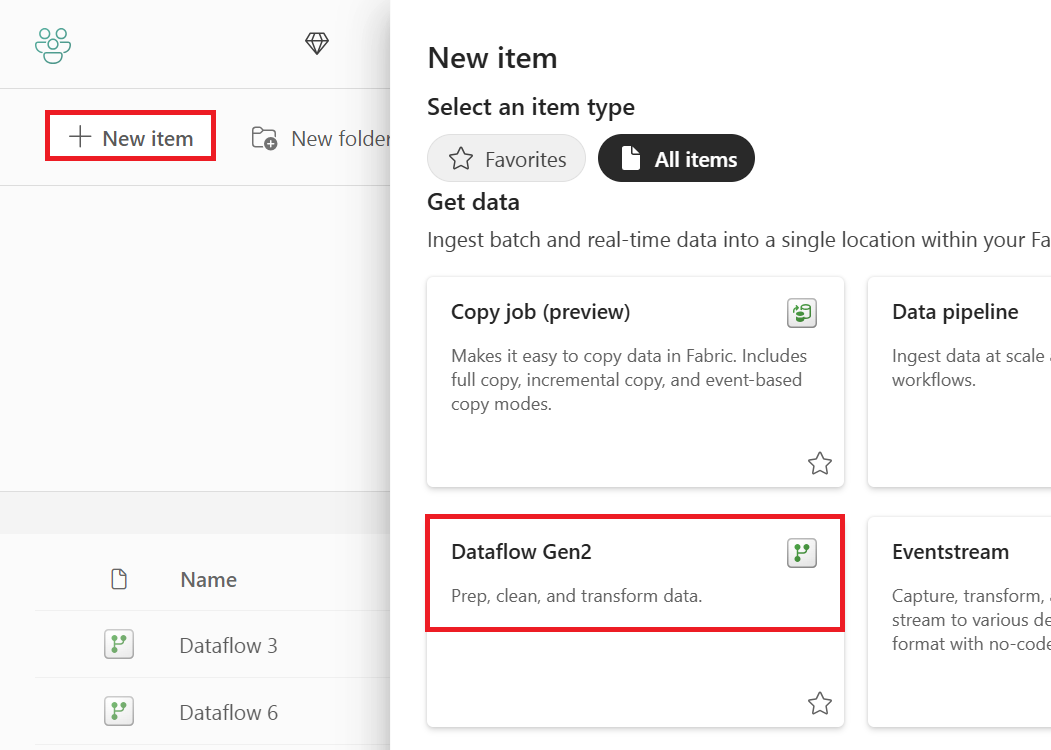 New item
New folder
Name
Dataflow 3
Dataflow 6
New item
Select an item type
Favorites
All items
Get data
Ingest batch and real-time data into a single location within your Fa
Copy job (preview)
Makes it easy to copy data in Fabric. Includes
full copy, incremental copy, and event-based
copy modes.
Data pipeline
Ingest data at scale
workflows.
Dataflow Gen2
Prep, clean, and transform data.
Eventstream
Capture, transform,
stream to various de
format with no-code